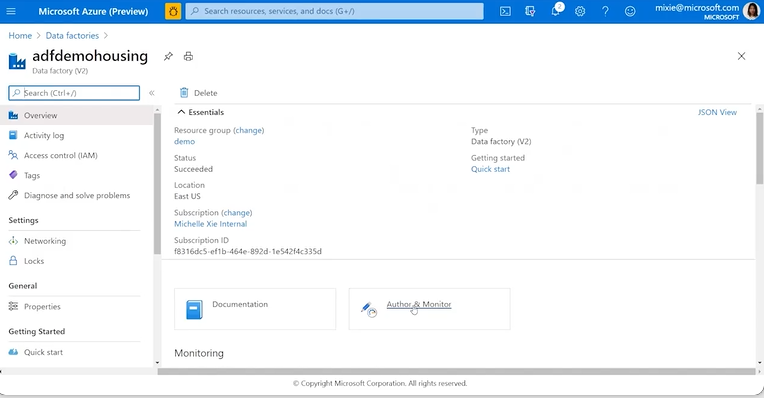 Microsoft Azure (Preview)
Search resources, services, and docs (G+/)
2
mixie@microsoft.com
MICROSOFT
Home > Data factories >
adfdemohousing
Data factory (V2)
Search (Ctrl+/)
«
Overview
Activity log
Access control (IAM)
Tags
Diagnose and solve problems
Settings
Networking
Locks
General
Properties
Getting Started
Quick start
Delete
Essentials
JSON View
Resource group (change)
demo
Status
Succeeded
Location
East US
Subscription (change)
Michelle Xie Internal
Subscription ID
f8316dc5-ef1b-464e-892d-1e542f4c335d
Type
Data factory (V2)
Getting started
Quick start
Documentation
Author & Monitor
Monitoring
© Copyright Microsoft Corporation. All rights reserved.